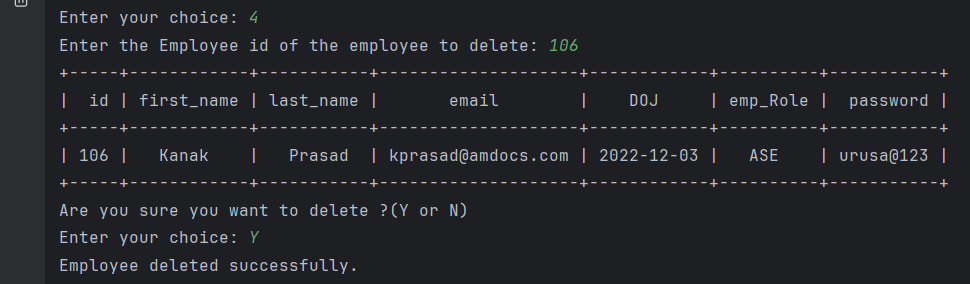 Enter your choice: 4
Enter the Employee id of the employee to delete: 106
+-----+------------+-----------+--------------------+------------+----------+-----------+
|  id | first_name | last_name |       email        |    DOJ     | emp_Role |  password |
+-----+------------+-----------+--------------------+------------+----------+-----------+
| 106 |   Kanak    |   Prasad  | kprasad@amdocs.com | 2022-12-03 |   ASE    | urusa@123 |
+-----+------------+-----------+--------------------+------------+----------+-----------+
Are you sure you want to delete ?(Y or N)
Enter your choice: Y
Employee deleted successfully.